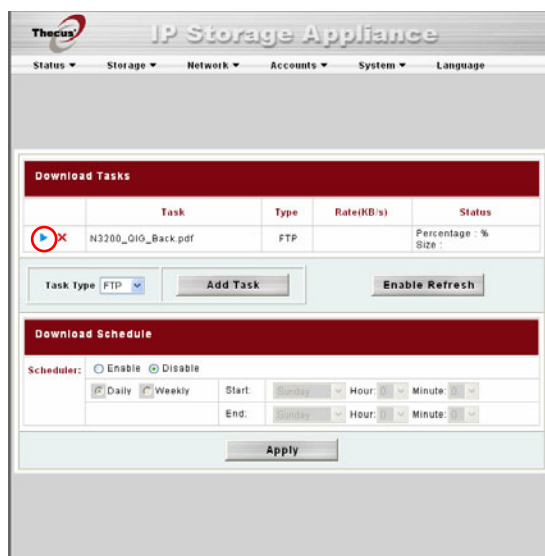 Thecus
IP Storage Appliance
Status Storage Network Accounts System Language
Download Tasks
Task Type Rate(KB/s) Status
N3200_QIG_Back.pdf FTP Percentage : %
Size :
Task Type FTP Add Task Enable Refresh
Download Schedule
Scheduler: Enable Disable
Daily Weekly Start: Sunday Hour: 0 Minute: 0
End: Sunday Hour: 0 Minute: 0
Apply